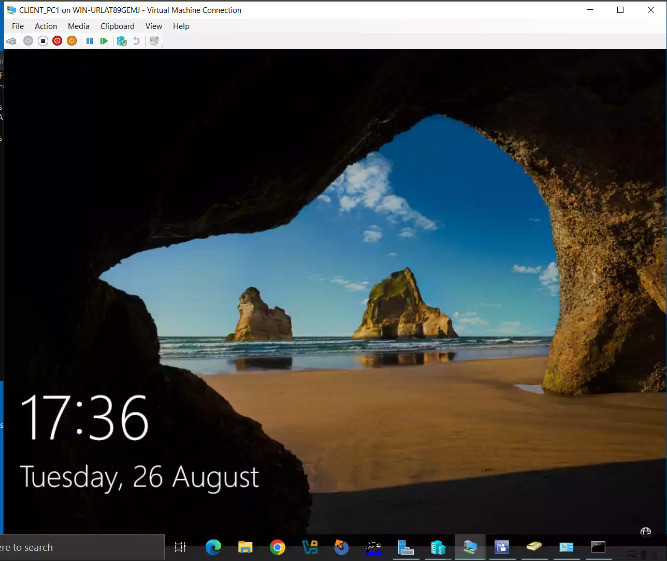 CLIENT_PC1 on WIN-URLAT89GEMJ - Virtual Machine Connection
File Action Media Clipboard View Help
17:36
Tuesday, 26 August
ere to search